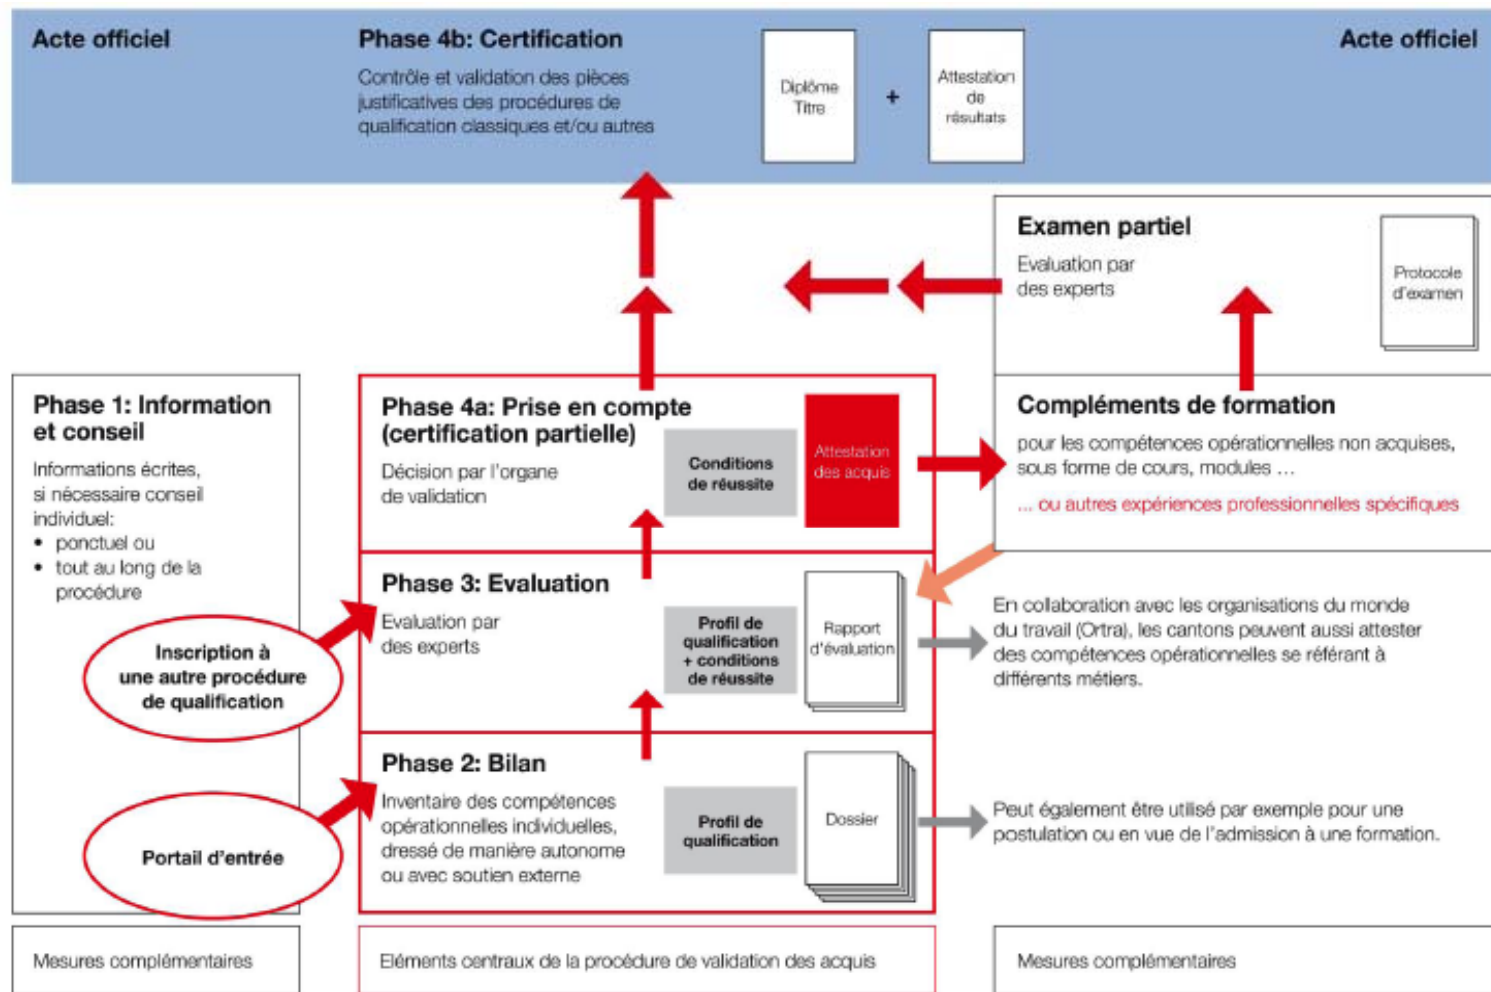 Acte officiel
Phase 4b: Certification
Contrôle et validation des pièces
justificatives des procédures de
qualification classiques et/ou autres
Diplôme
Titre
+
Attestation
de
résultats
Acte officiel
Examen partiel
Evaluation par
des experts
Protocole
d'examen
Phase 1: Information
et conseil
Informations écrites,
si nécessaire conseil
individuel:
• ponctuel ou
• tout au long de la
procédure
Inscription à
une autre procédure
de qualification
Portail d'entrée
Phase 4a: Prise en compte
(certification partielle)
Décision par l'organe
de validation
Conditions
de réussite
Attestation
des acquis
Compléments de formation
pour les compétences opérationnelles non acquises,
sous forme de cours, modules ...
... ou autres expériences professionnelles spécifiques
Phase 3: Evaluation
Evaluation par
des experts
Profil de
qualification
+ conditions
de réussite
Rapport
d'évaluation
En collaboration avec les organisations du monde
du travail (Ortra), les cantons peuvent aussi attester
des compétences opérationnelles se référant à
différents métiers.
Phase 2: Bilan
Inventaire des compétences
opérationnelles individuelles,
dressé de manière autonome
ou avec soutien externe
Profil de
qualification
Dossier
Peut également être utilisé par exemple pour une
postulation ou en vue de l'admission à une formation.
Mesures complémentaires
Eléments centraux de la procédure de validation des acquis
Mesures complémentaires